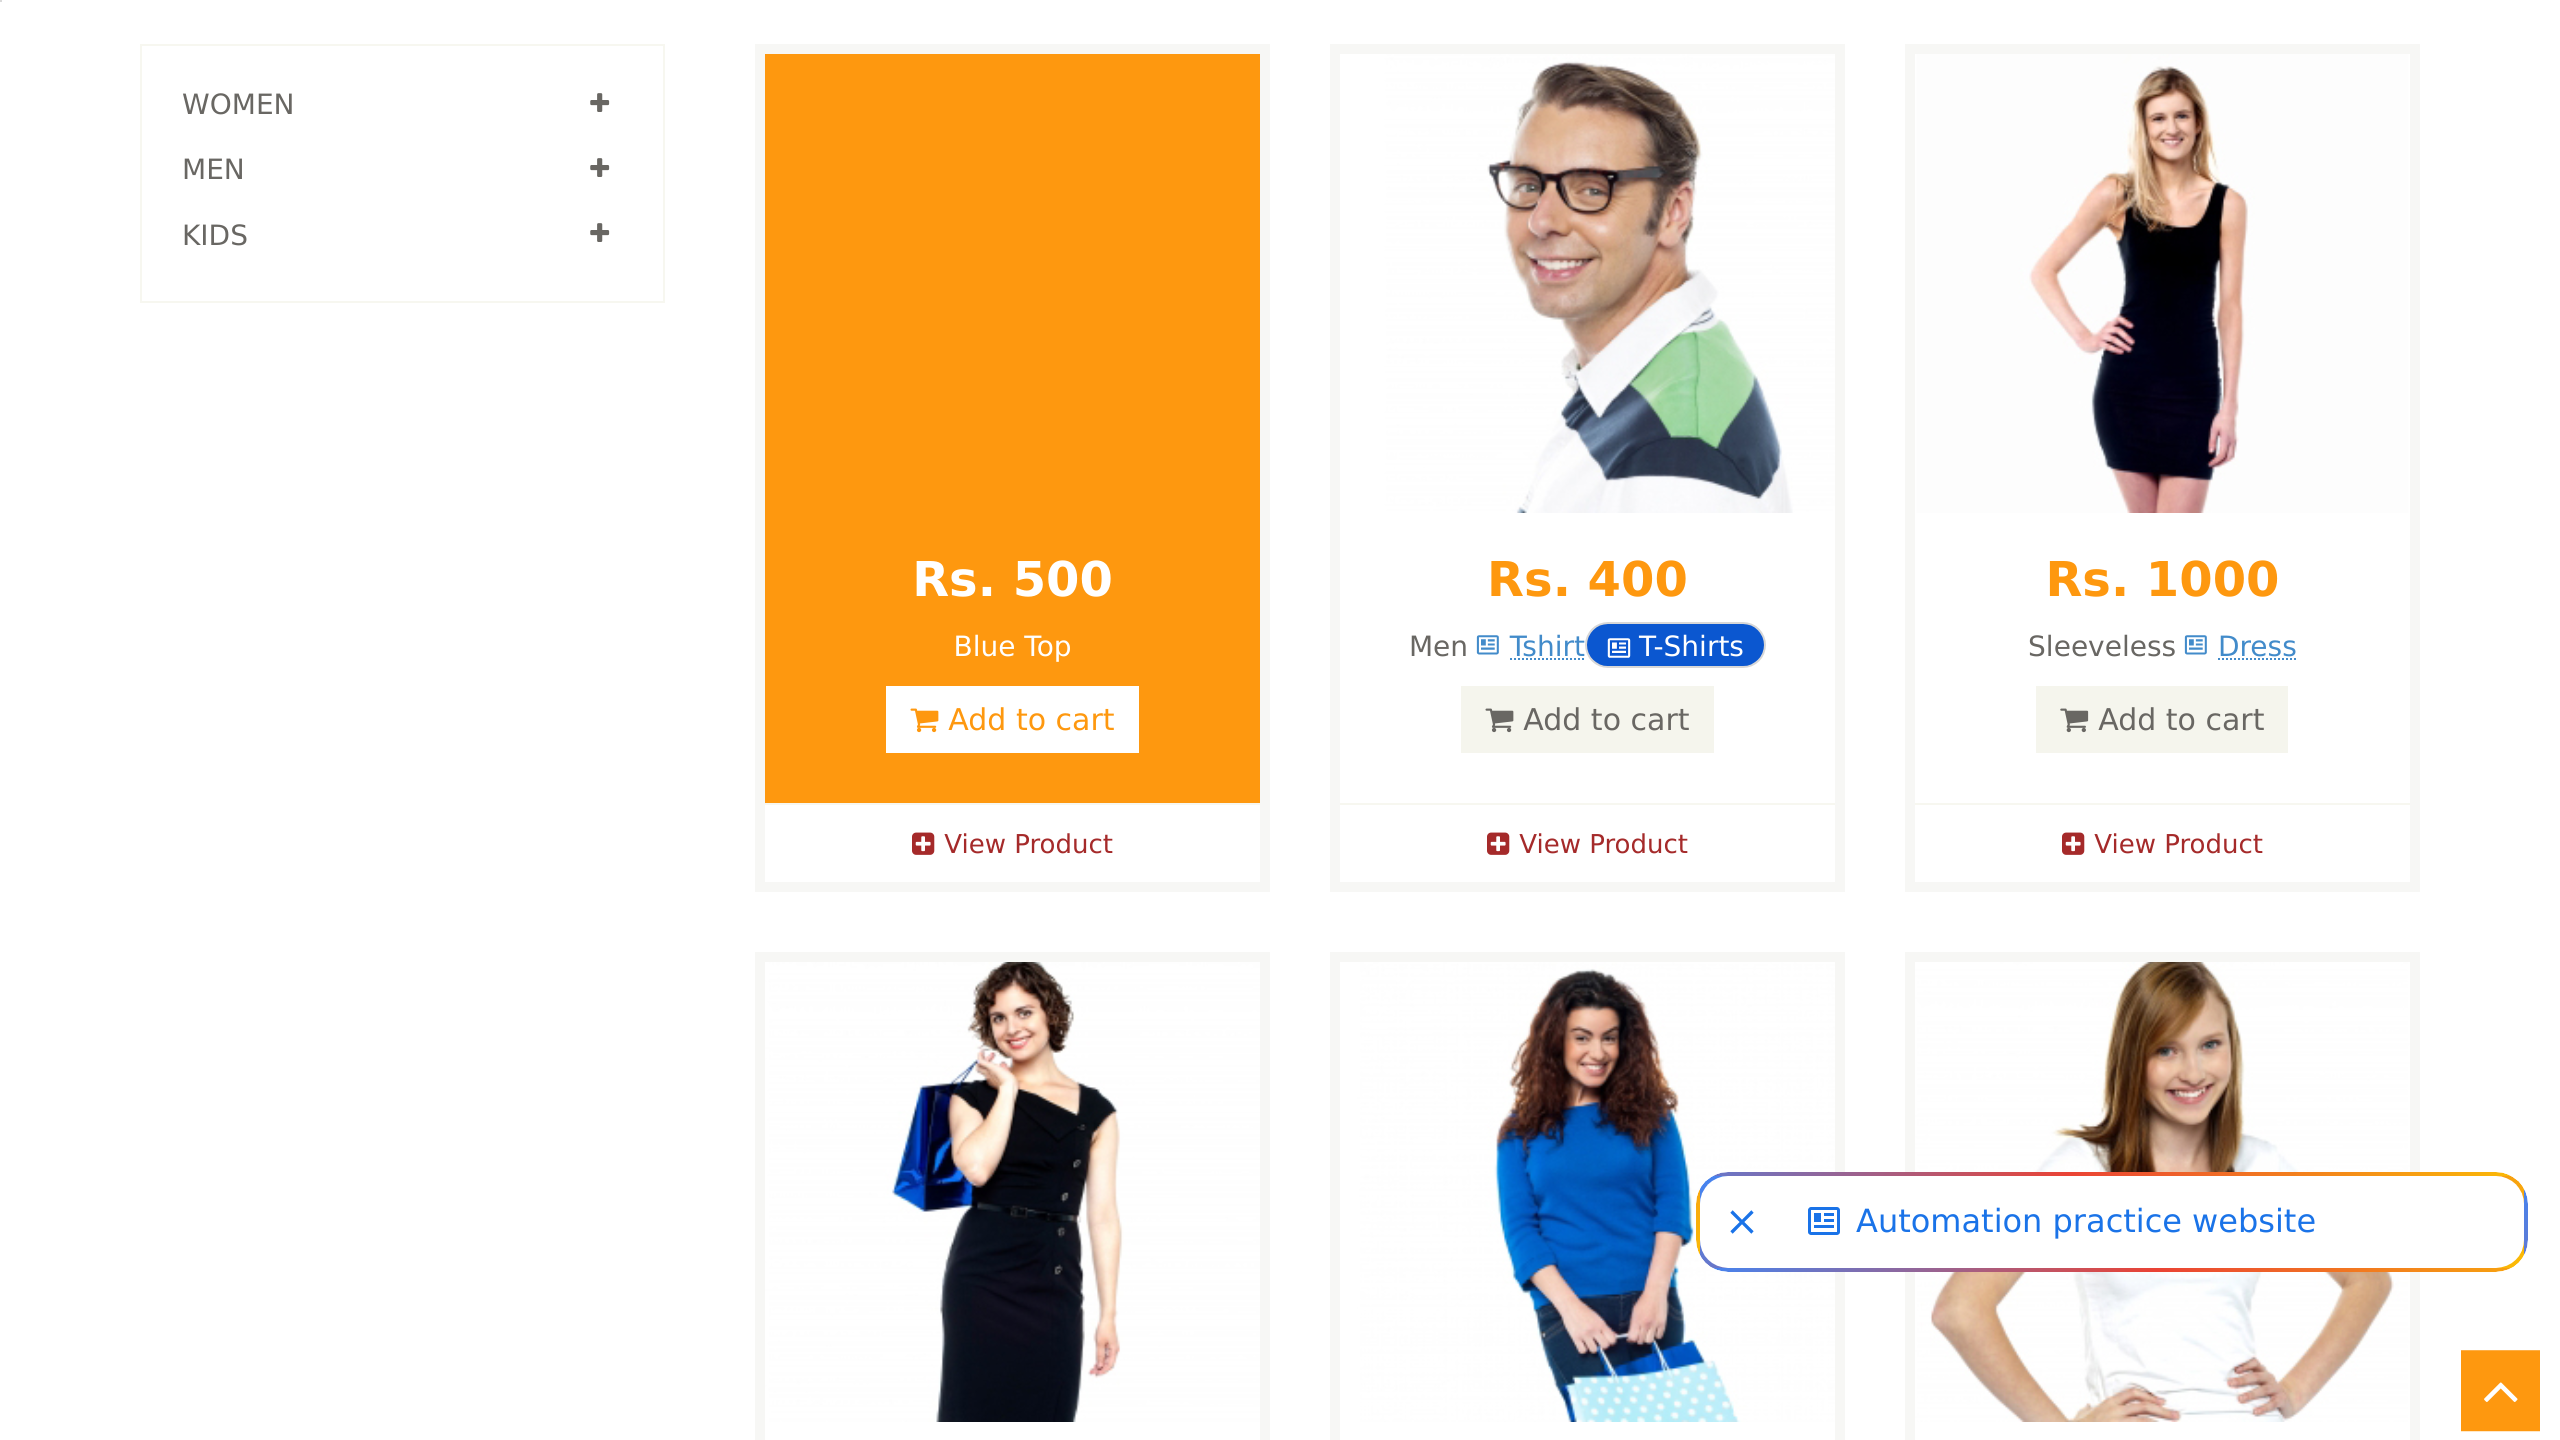 WOMEN
MEN
KIDS
Rs. 500
Blue Top
Add to cart
View Product
Rs. 400
Men Tshirt T-Shirts
Add to cart
View Product
Rs. 1000
Sleeveless Dress
Add to cart
View Product
Automation practice website